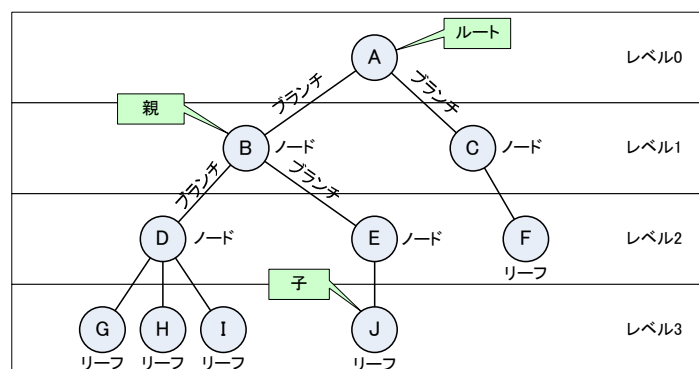 ルート
A
レベル0
ブランチ
ブランチ
親
B
ノード
C
ノード
レベル1
ブランチ
ブランチ
D
ノード
E
ノード
F
レベル2
リーフ
子
G
H
I
J
レベル3
リーフ
リーフ
リーフ
リーフ